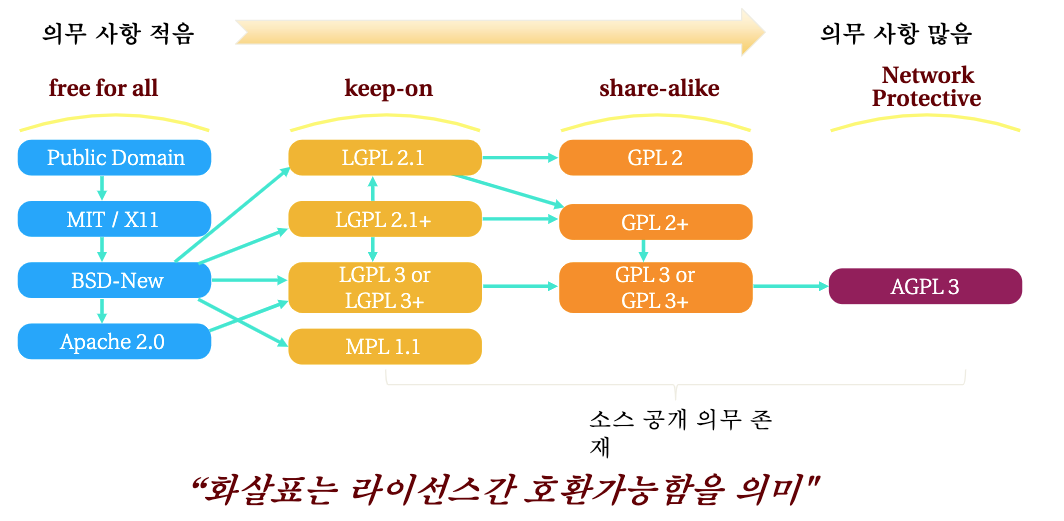 의무 사항 적음
의무 사항 많음
free for all
keep-on
share-alike
Network
Protective
Public Domain
MIT / X11
BSD-New
Apache 2.0
LGPL 2.1
LGPL 2.1+
LGPL 3 or
LGPL 3+
MPL 1.1
GPL 2
GPL 2+
GPL 3 or
GPL 3+
AGPL 3
소스 공개 의무 존
재
“화살표는 라이선스간 호환가능함을 의미"